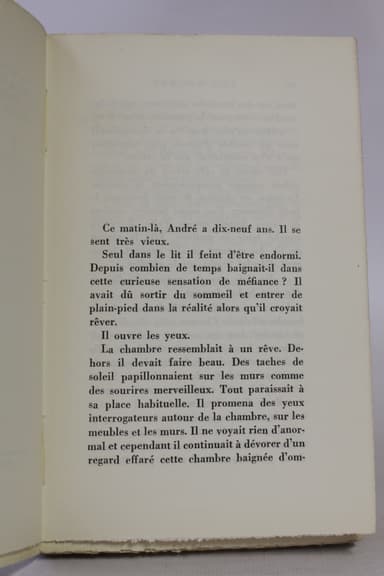 Ce matin-là, André a dix-neuf ans. Il se
sent très vieux.
Seul dans le lit il feint d'être endormi.
Depuis combien de temps baignait-il dans
cette curieuse sensation de méfiance ? Il
avait dû sortir du sommeil et entrer de
plain-pied dans la réalité alors qu'il croyait
rêver.
Il ouvre les yeux.
La chambre ressemblait à un rêve. De-
hors il devait faire beau. Des taches de
soleil papillonnaient sur les murs comme
des sourires merveilleux. Tout paraissait à
sa place habituelle. Il promena des yeux
interrogateurs autour de la chambre, sur les
meubles et les murs. Il ne voyait rien d'anor-
mal et cependant il continuait à dévorer d'un
regard effaré cette chambre baignée d'om-